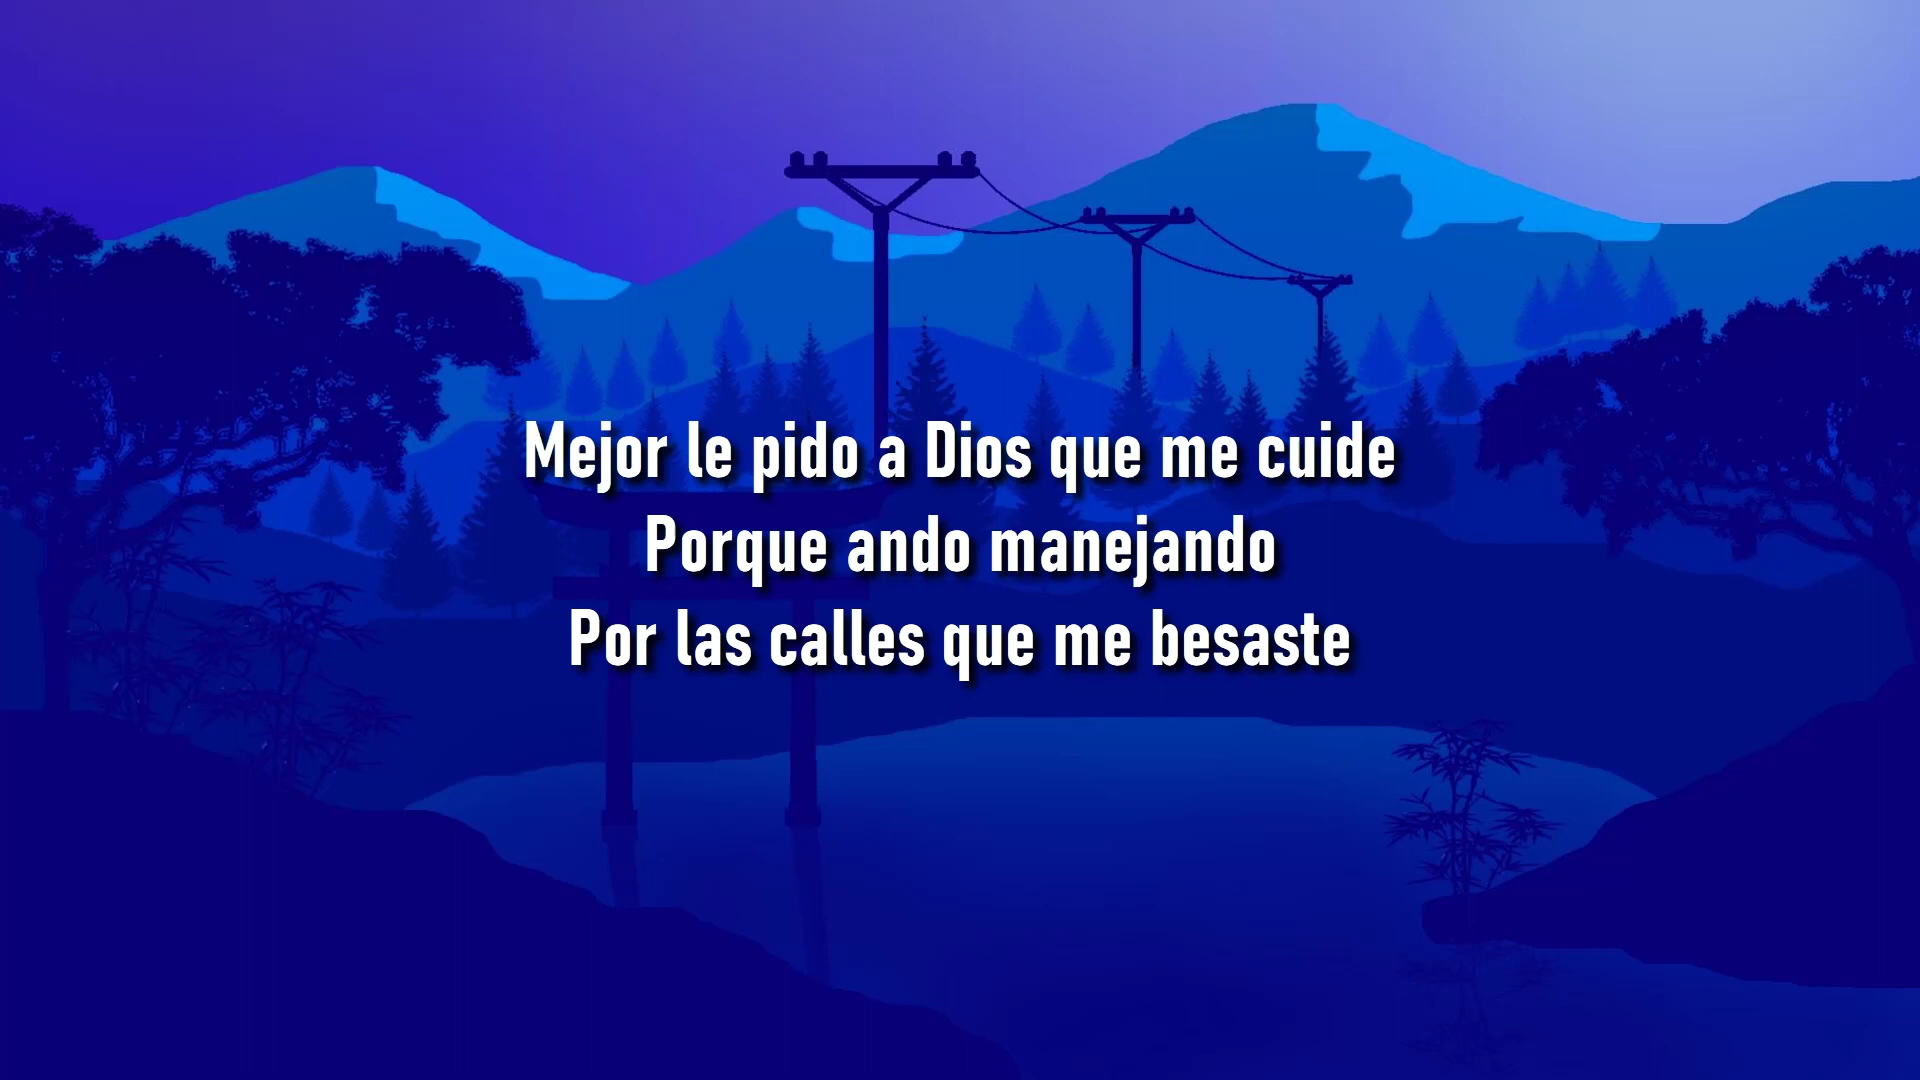 Mejor le pido a Dios que me cuide
Porque ando manejando
Por las calles que me besaste